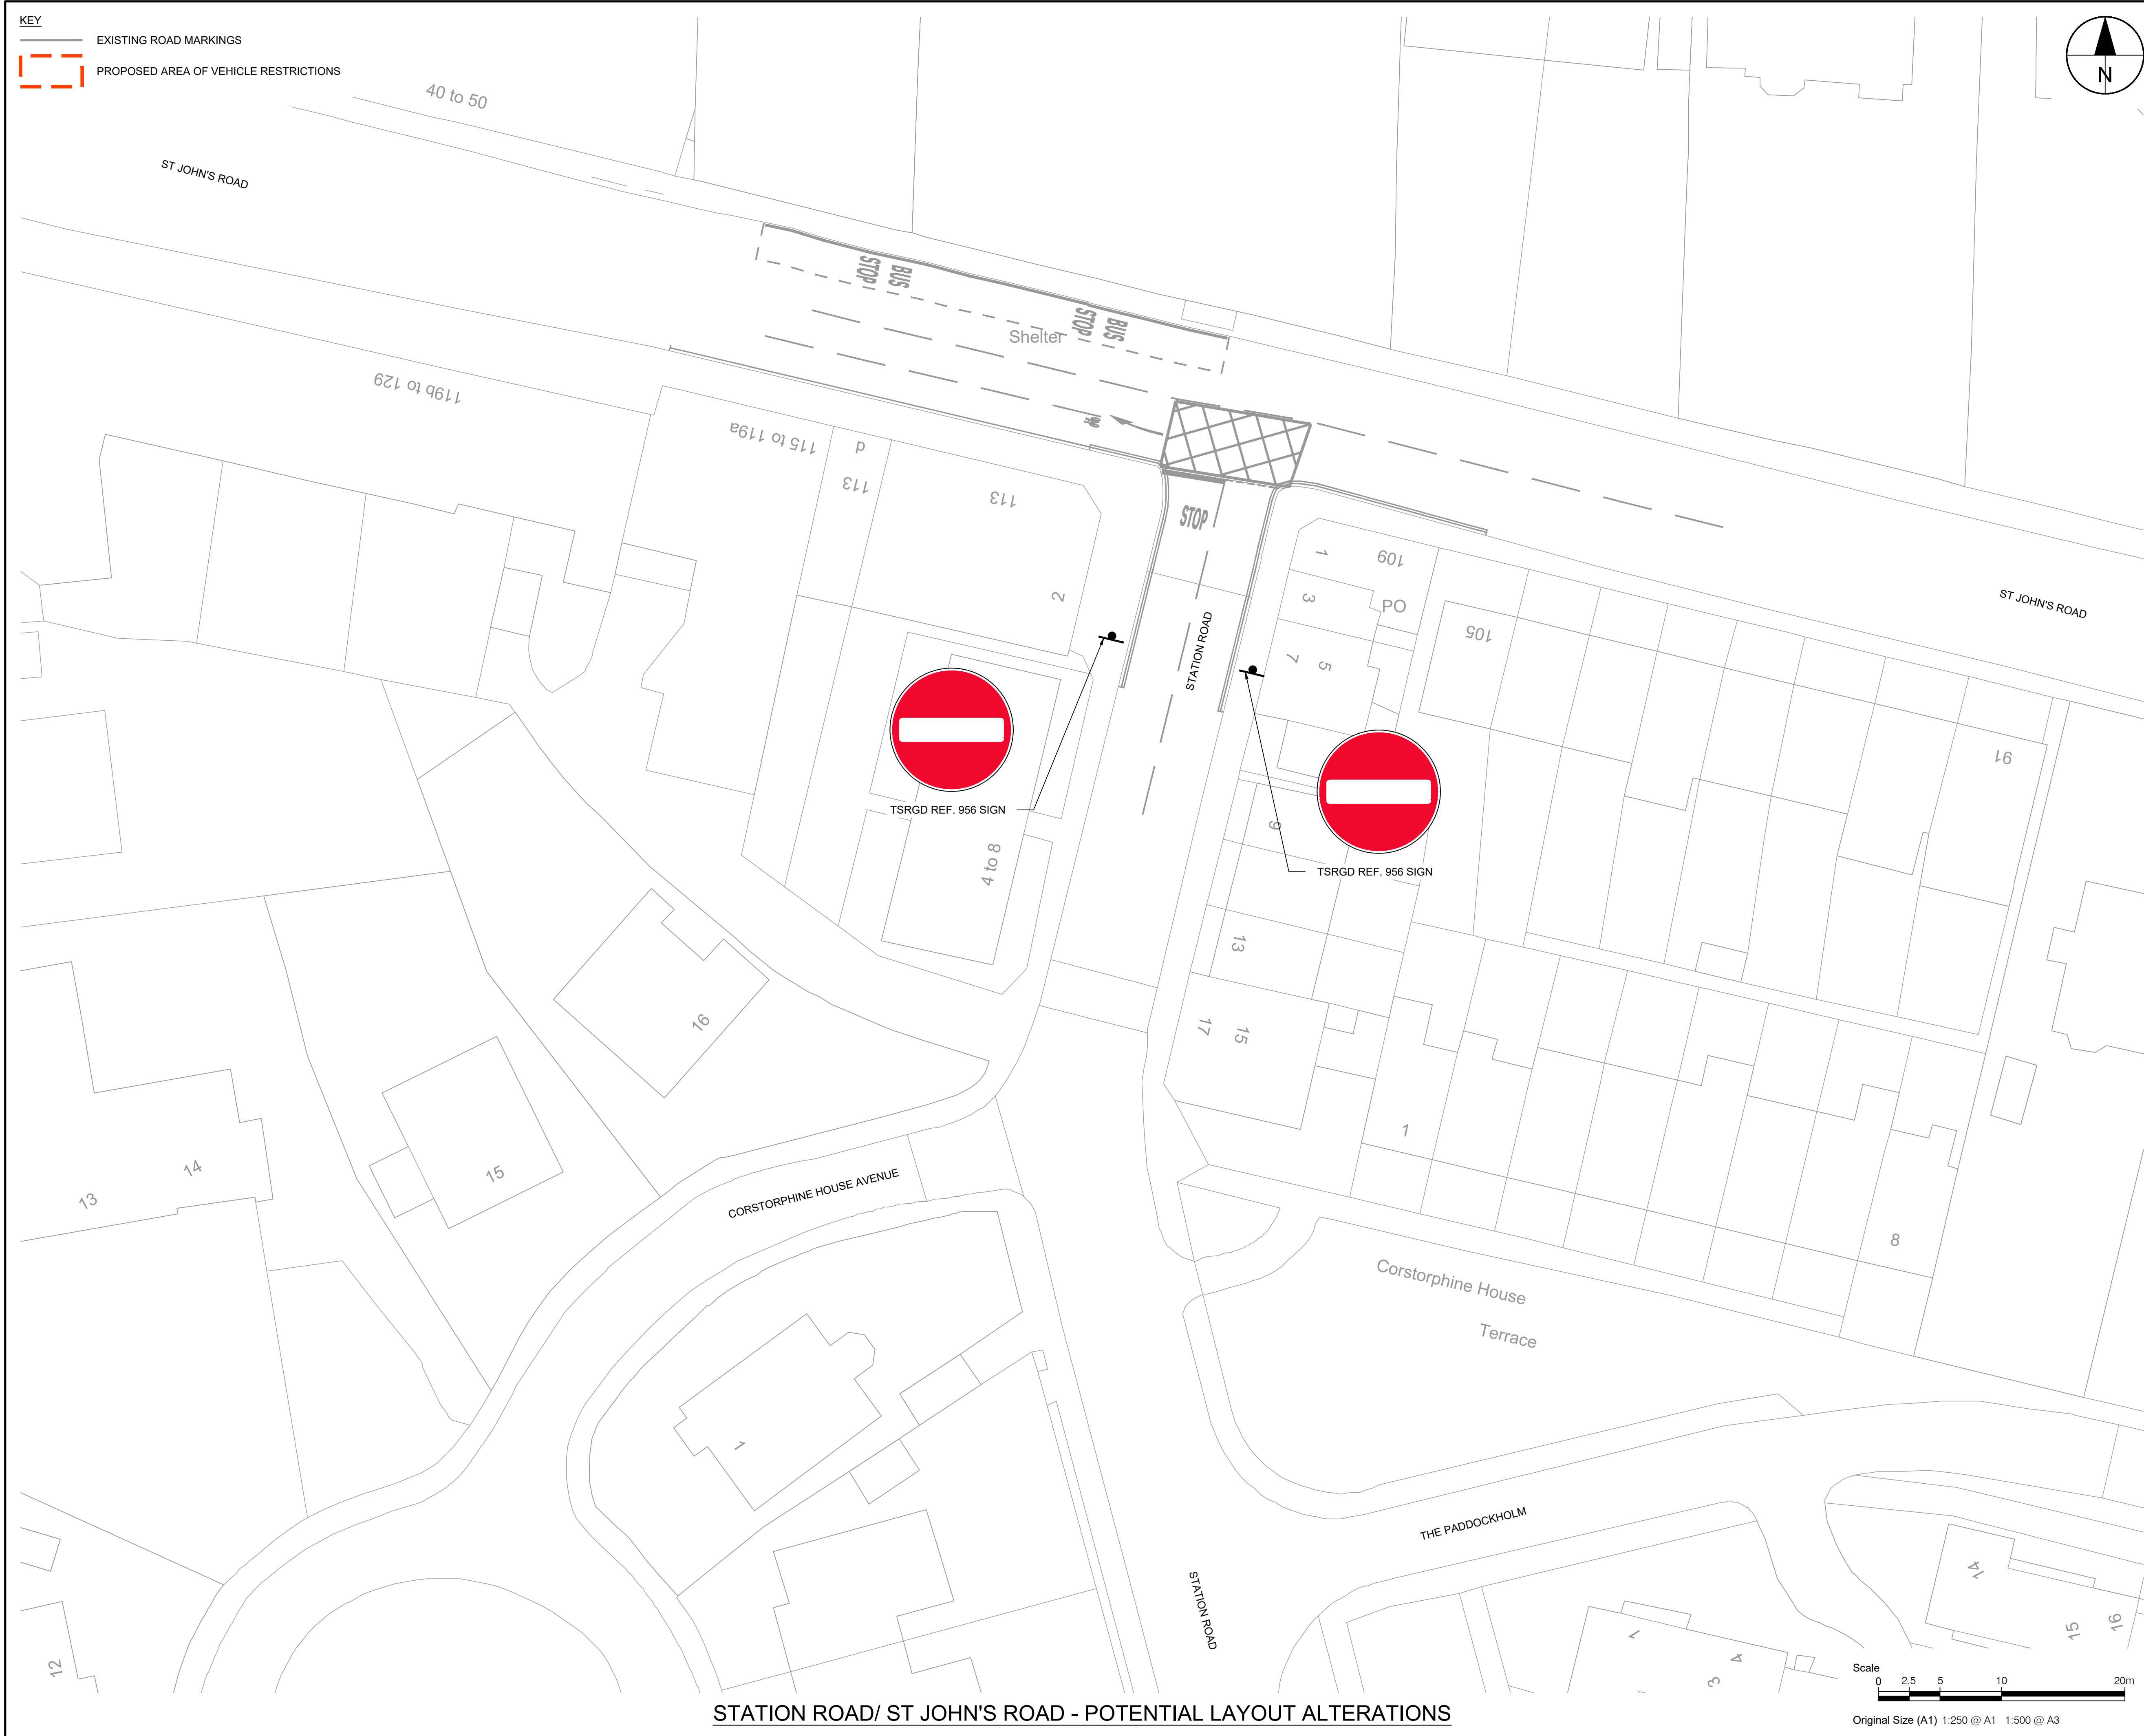 KEY
EXISTING ROAD MARKINGS
PROPOSED AREA OF VEHICLE RESTRICTIONS
N
40 to 50
ST JOHN'S ROAD
BUS
STOP
BUS
STOP
Shelter
119b to 129
115 to 119a
d
113
113
2
STOP
STATION ROAD
1
109
3
PO
7
5
105
ST JOHN'S ROAD
91
TSRGD REF. 956 SIGN
TSRGD REF. 956 SIGN
4 to 8
9
13
17
15
16
15
14
13
1
8
CORSTORPHINE HOUSE AVENUE
Corstorphine House
Terrace
1
THE PADDOCKHOLM
STATION ROAD
12
14
15
16
1
4
3
Scale
0 2.5 5 10 20m
Original Size (A1) 1:250 @ A1 1:500 @ A3
STATION ROAD/ ST JOHN'S ROAD - POTENTIAL LAYOUT ALTERATIONS